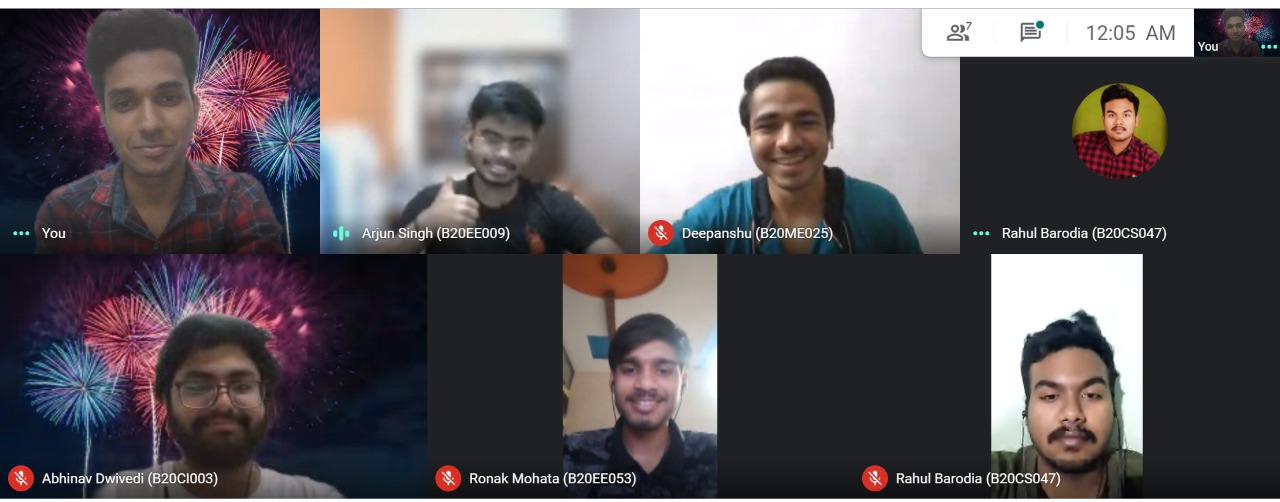 7
12:05 AM
You
You
Arjun Singh (B20EE009)
Deepanshu (B20ME025)
Rahul Barodia (B20CS047)
Abhinav Dwivedi (B20CI003)
Ronak Mohata (B20EE053)
Rahul Barodia (B20CS047)